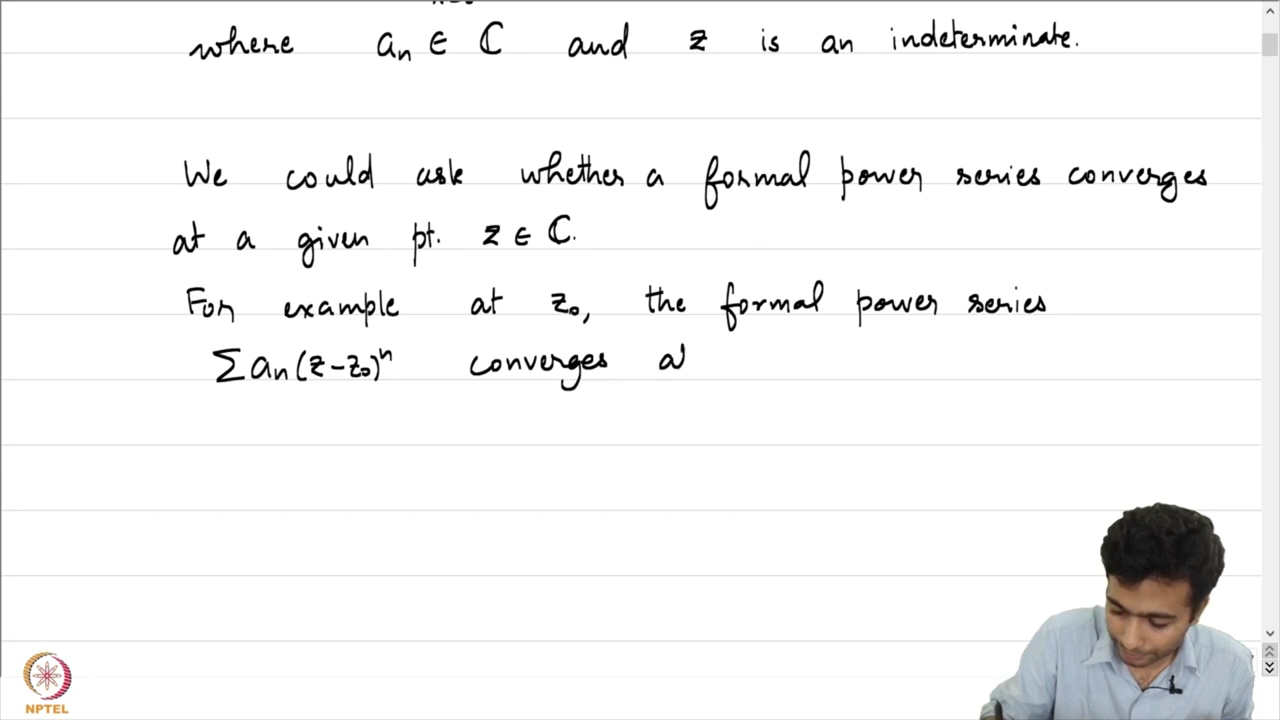 where aₙ ∈ ℂ and z is an indeterminate.
We could ask whether a formal power series converges
at a given pt. z ∈ ℂ.
For example at z₀, the formal power series
Σ aₙ (z - z₀)ⁿ converges a
NPTEL